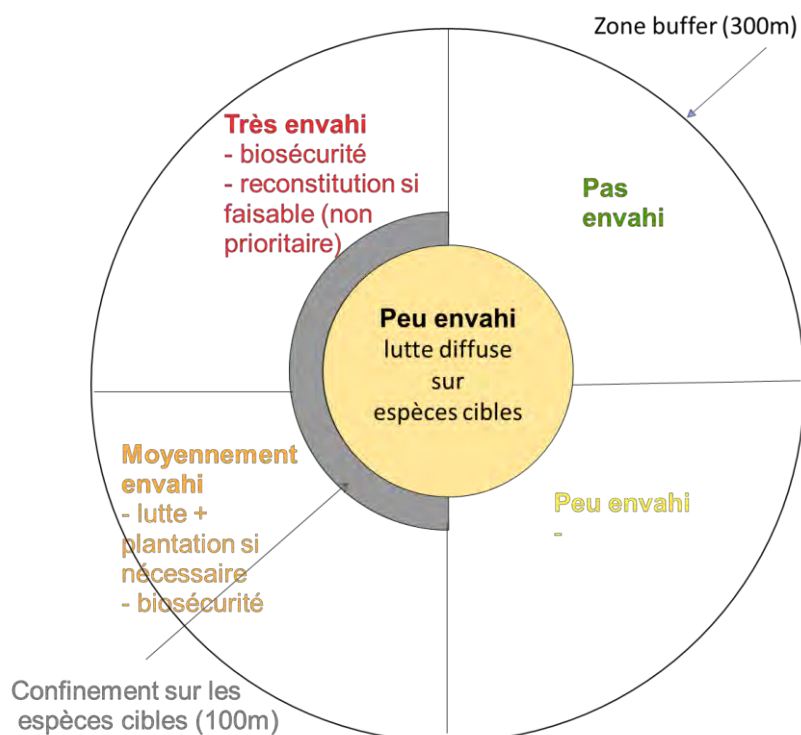 Zone buffer (300m)
Très envahi
- biosécurité
- reconstitution si
faisable (non
prioritaire)
Pas
envahi
Peu envahi
lutte diffuse
sur
espèces cibles
Moyennement
envahi
- lutte +
plantation si
nécessaire
- biosécurité
Peu envahi
-
Confinement sur les
espèces cibles (100m)